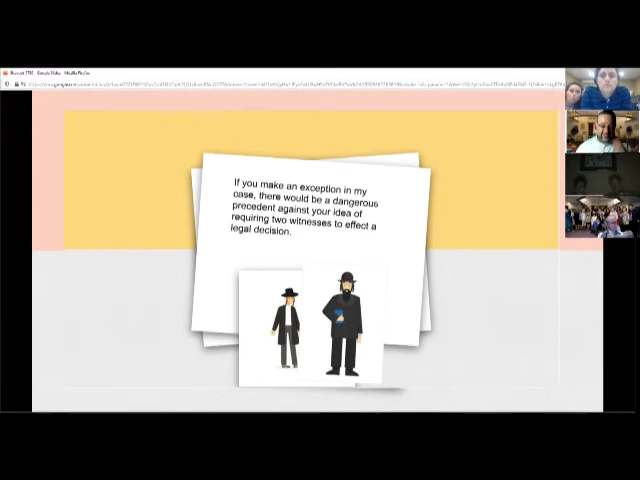 If you make an exception in my
case, there would be a dangerous
precedent against your idea of
requiring two witnesses to effect a
legal decision.